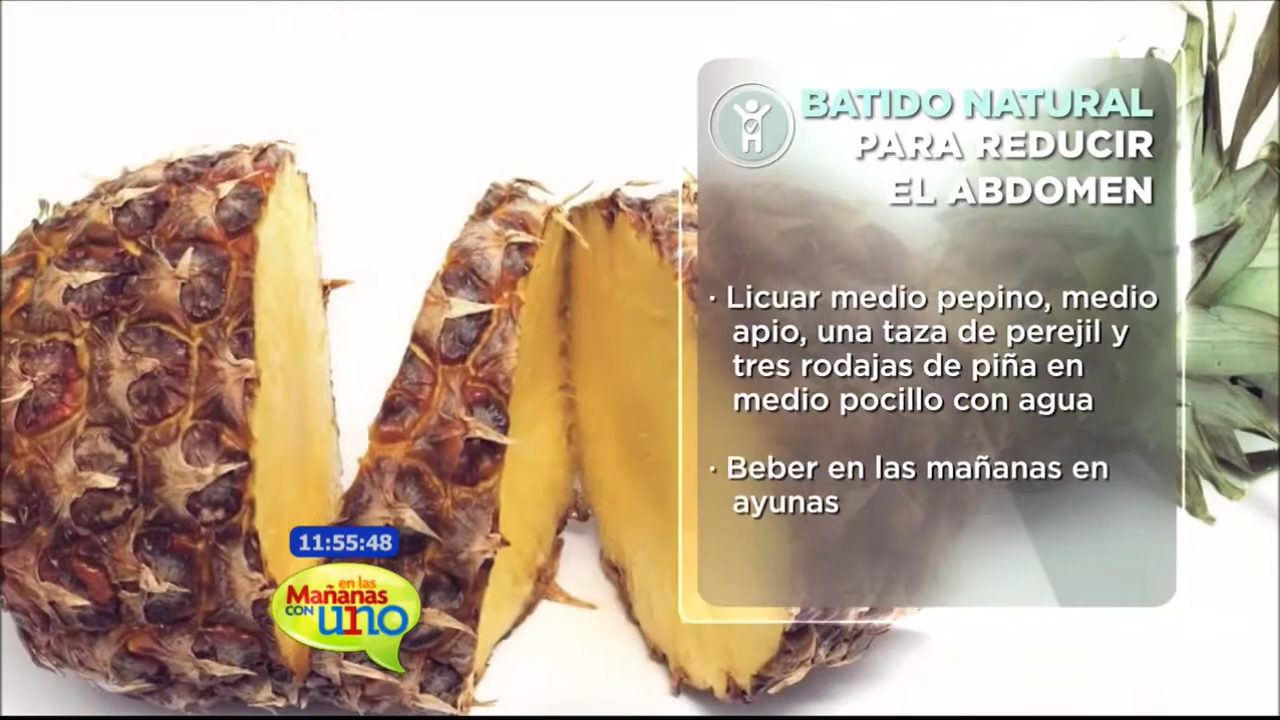 BATIDO NATURAL
PARA REDUCIR
EL ABDOMEN
· Licuar medio pepino, medio
apio, una taza de perejil y
tres rodajas de piña en
medio pocillo con agua
· Beber en las mañanas en
ayunas
11:55:48
en las
Mañanas
CON uno